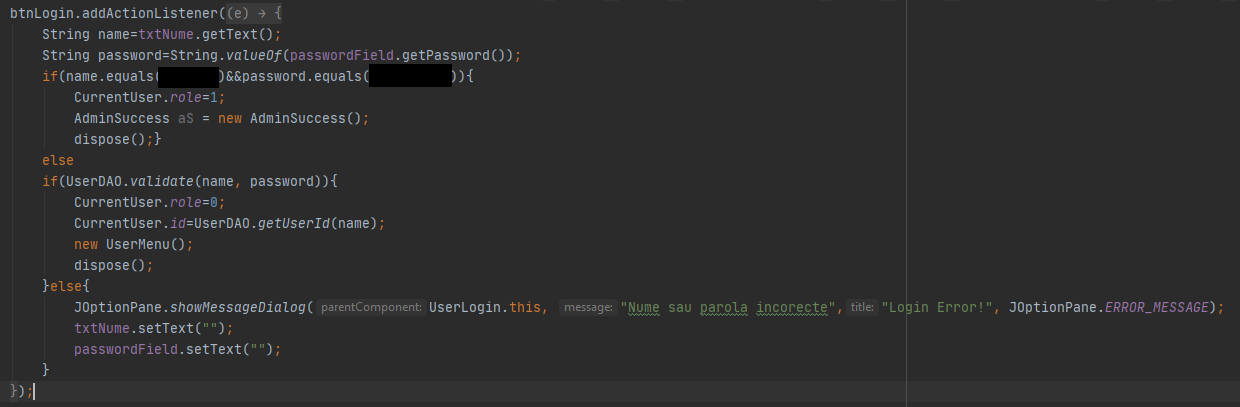 btnLogin.addActionListener((e) → {
String name=txtNume.getText();
String password=String.valueOf(passwordField.getPassword());
if(name.equals( )&&password.equals( )){
CurrentUser.role=1;
AdminSuccess aS = new AdminSuccess();
dispose();}
else
if(UserDAO.validate(name, password)){
CurrentUser.role=0;
CurrentUser.id=UserDAO.getUserId(name);
new UserMenu();
dispose();
}else{
JOptionPane.showMessageDialog( parentComponent: UserLogin.this, message: "Nume sau parola incorecte", title: "Login Error!", JOptionPane.ERROR_MESSAGE);
txtNume.setText("");
passwordField.setText("");
}
});